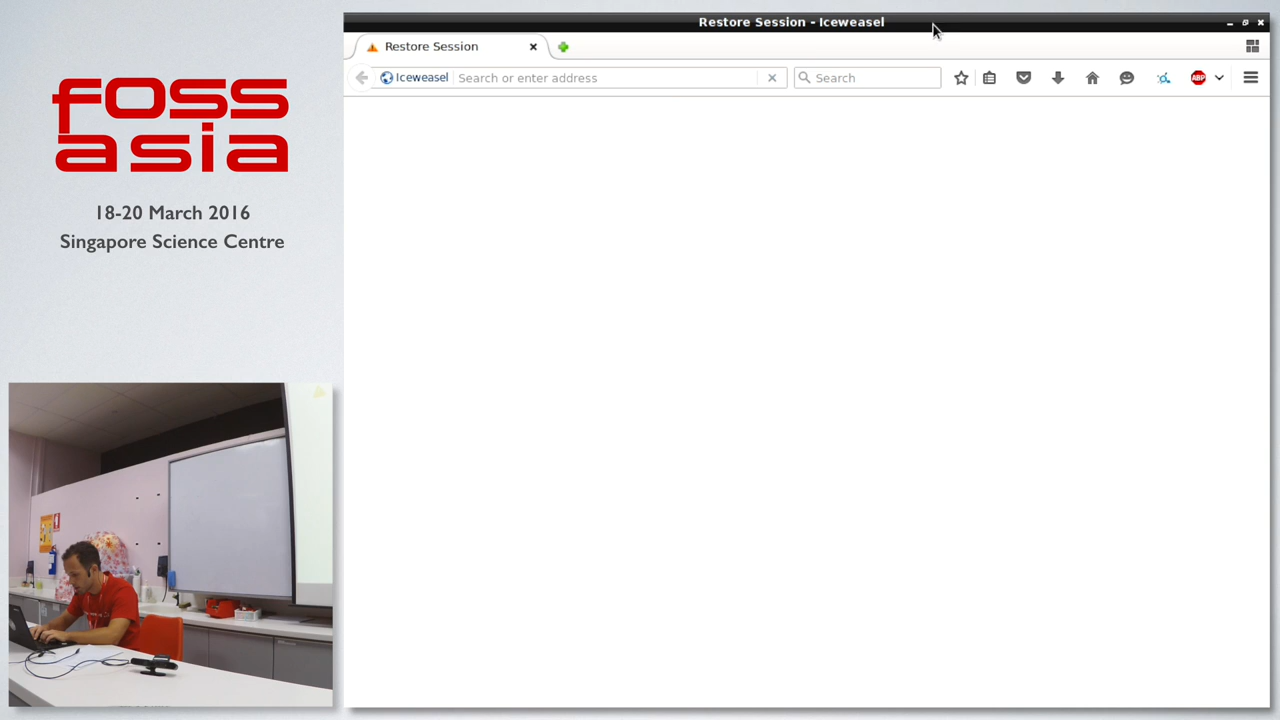 foss
asia
18-20 March 2016
Singapore Science Centre
Restore Session - Iceweasel
Restore Session
Iceweasel
Search or enter address
Search
ABP